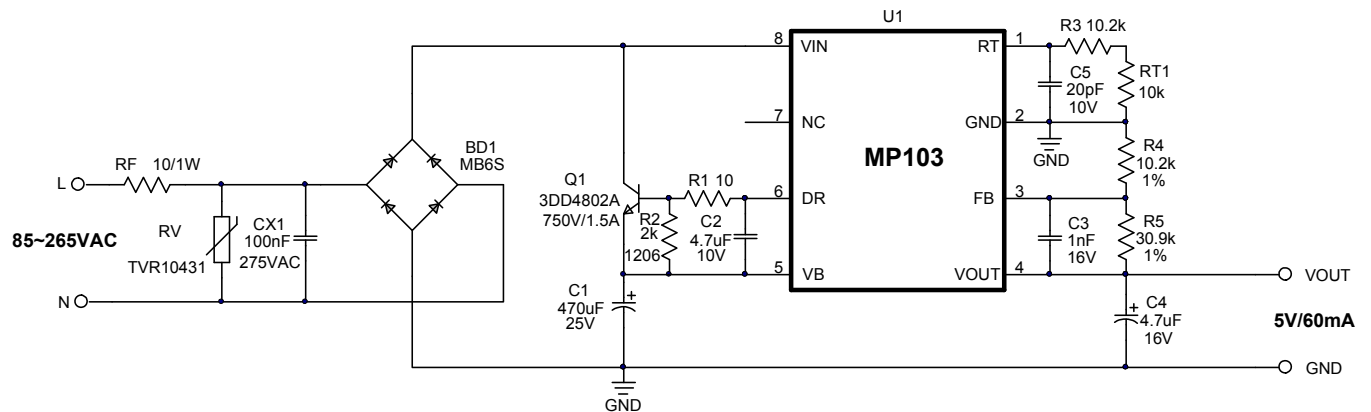 U1
8
VIN
RT
1
R3 10.2k
C5
20pF
10V
RT1
10k
7
NC
GND
2
GND
MP103
BD1
MB6S
RF 10/1W
L
R4
10.2k
1%
Q1
3DD4802A
750V/1.5A
R1 10
6
DR
FB
3
R2
2k
1206
C2
4.7uF
10V
C3
1nF
16V
R5
30.9k
1%
85~265VAC
RV
TVR10431
CX1
100nF
275VAC
5
VB
VOUT
4
VOUT
N
C1
470uF
25V
+
+
C4
4.7uF
16V
5V/60mA
GND
GND